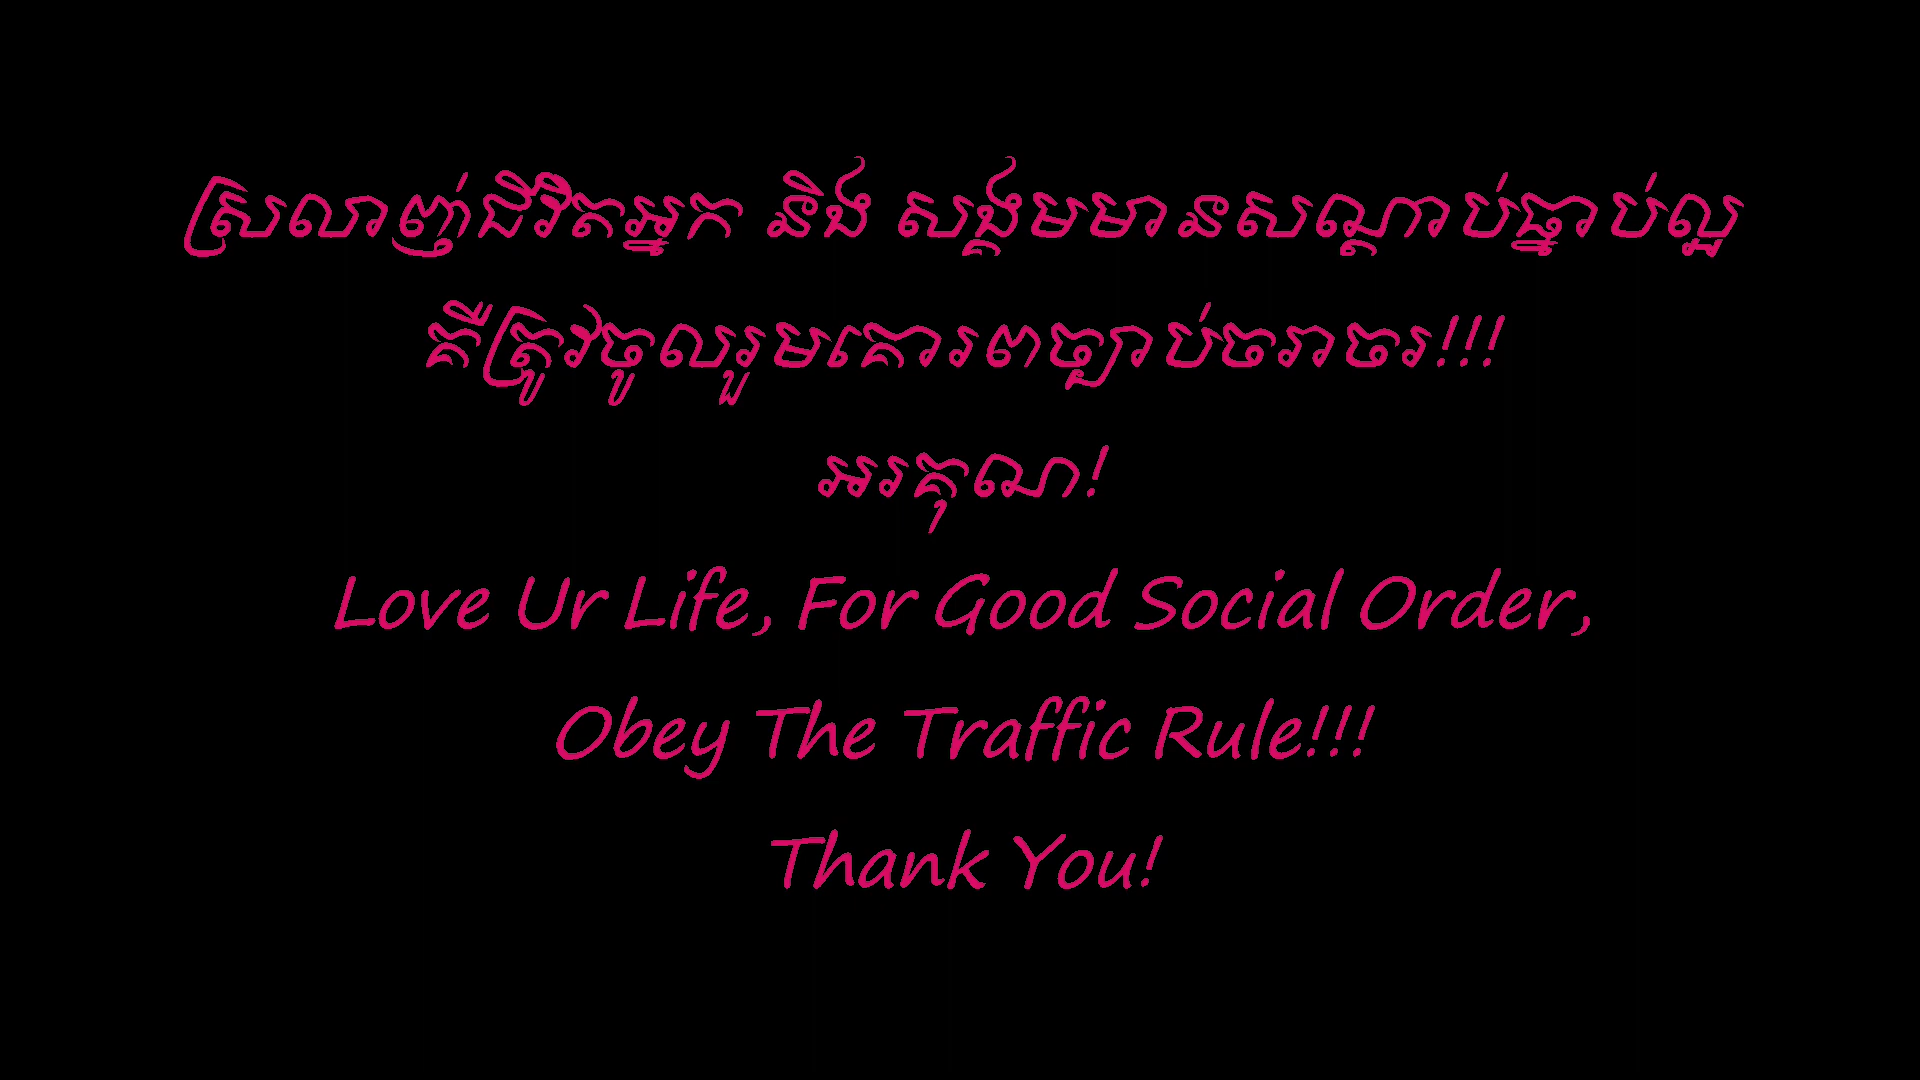 ស្រលាញ់ជីវិតអ្នក និង សង្គមមានសណ្ដាប់ធ្នាប់ល្អ
គឺត្រូវចូលរួមគោរពច្បាប់ចរាចរ!!!
អរគុណ!
Love Ur Life, For Good Social Order,
Obey The Traffic Rule!!!
Thank You!